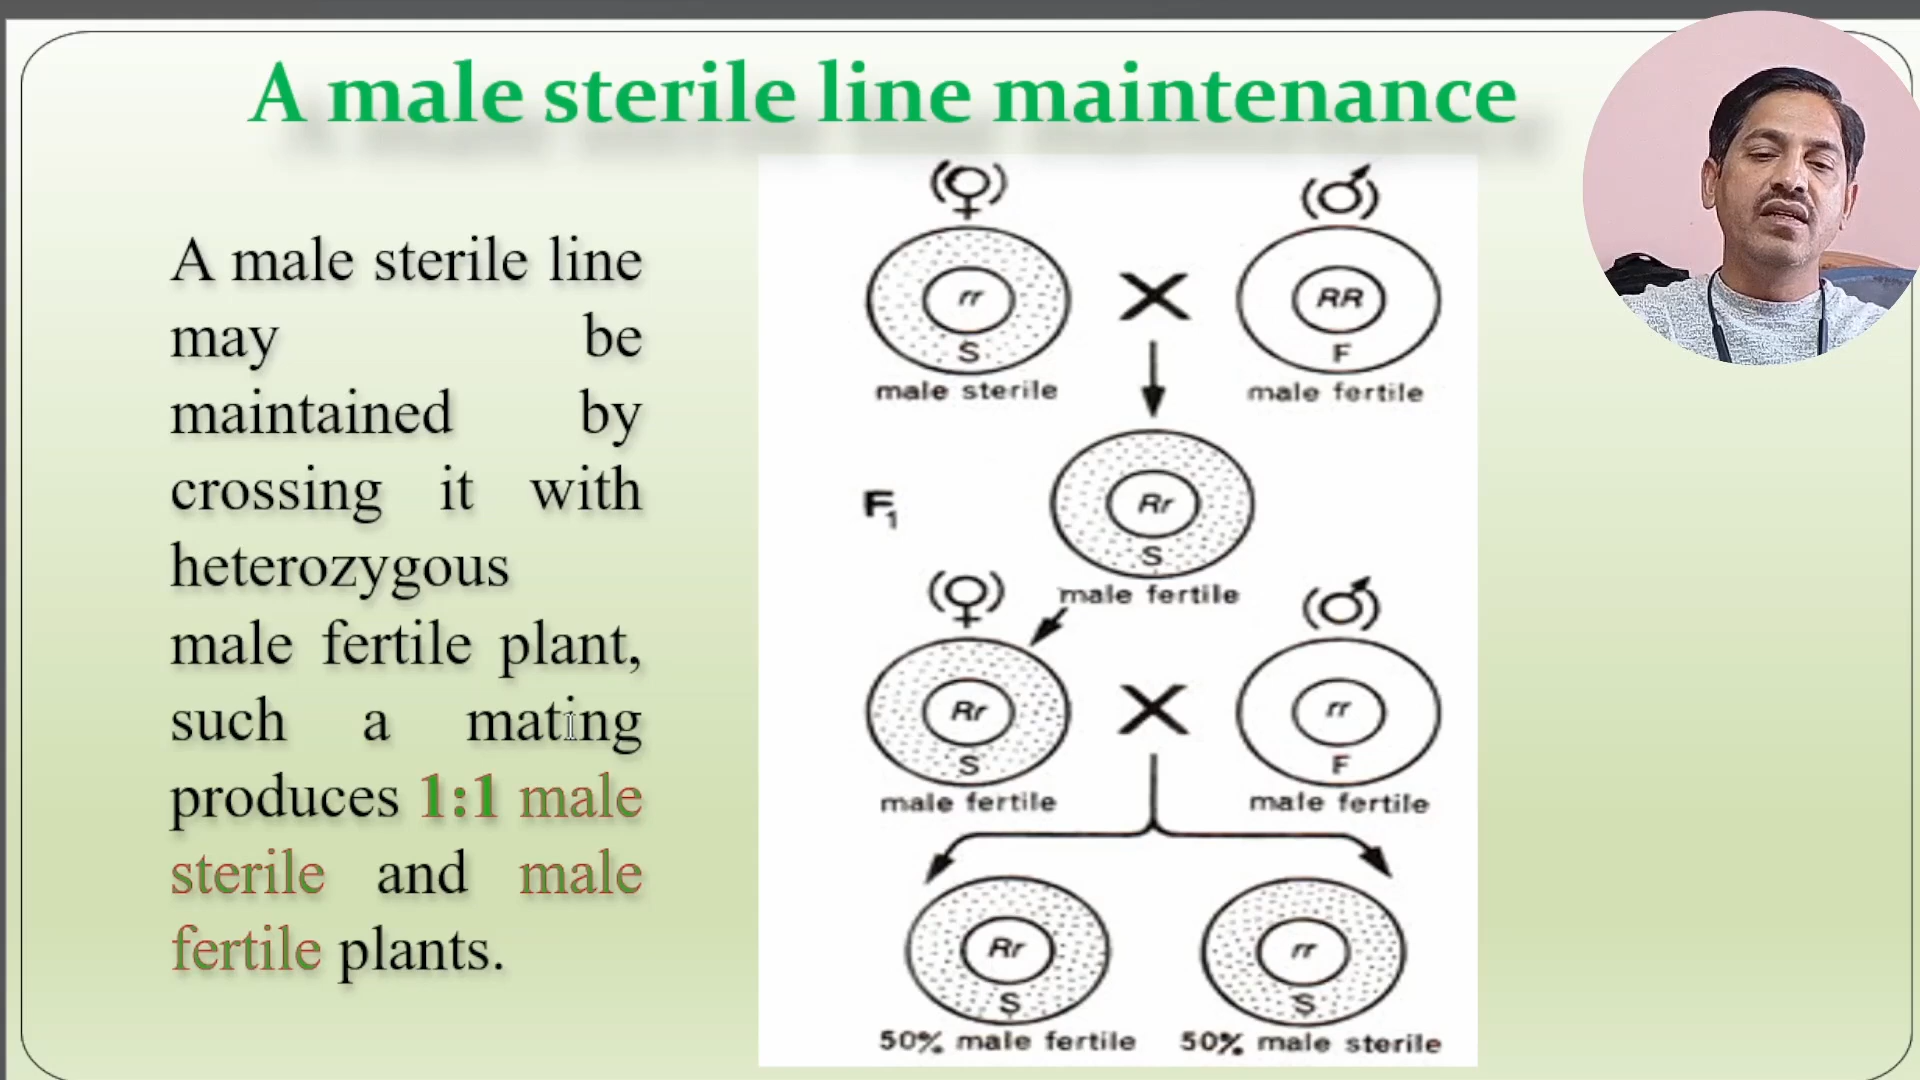 A male sterile line maintenance
A male sterile line
may be
maintained by
crossing it with
heterozygous
male fertile plant,
such a mating
produces 1:1 male
sterile and male
fertile plants.
(♀) (♂)
rr RR
S F
male sterile X male fertile
F₁
Rr
S
male fertile
(♀) (♂)
Rr X rr
S F
male fertile male fertile
Rr rr
S S
50% male fertile 50% male sterile